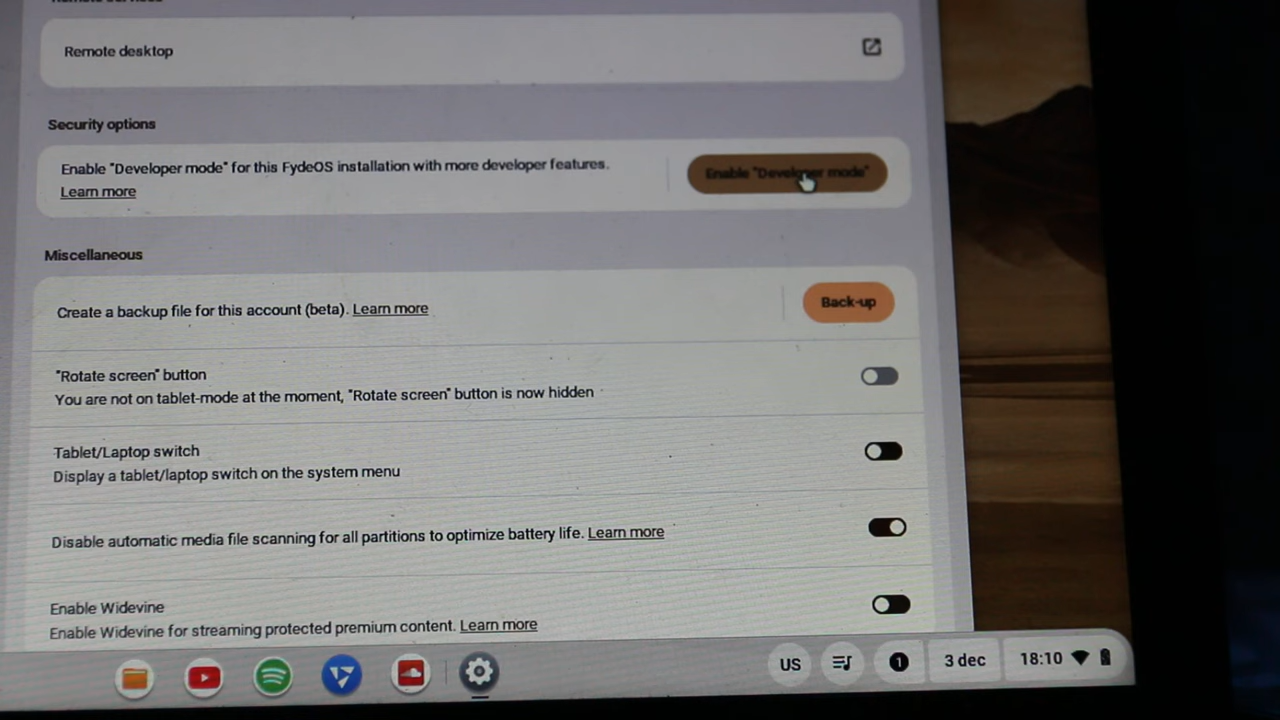 Remote desktop
Security options
Enable "Developer mode" for this FydeOS installation with more developer features.
Learn more
Enable "Developer mode"
Miscellaneous
Create a backup file for this account (beta). Learn more
Back-up
"Rotate screen" button
You are not on tablet-mode at the moment, "Rotate screen" button is now hidden
Tablet/Laptop switch
Display a tablet/laptop switch on the system menu
Disable automatic media file scanning for all partitions to optimize battery life. Learn more
Enable Widevine
Enable Widevine for streaming protected premium content. Learn more
US
1
3 dec
18:10